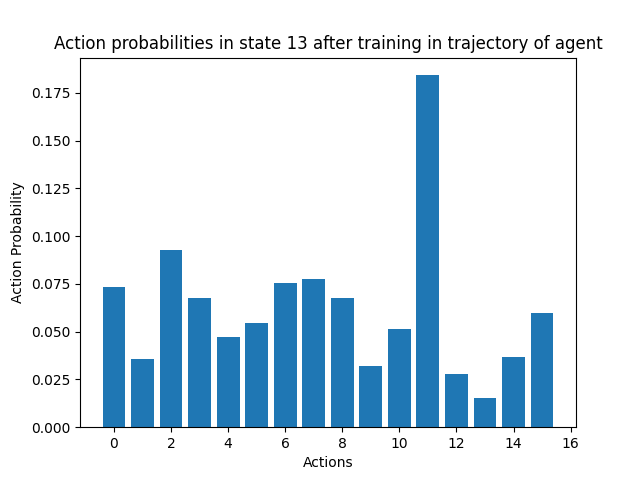 Action probabilities in state 13 after training in trajectory of agent
0.175
0.150
0.125
0.100
0.075
0.050
0.025
0.000
Action Probability
0 2 4 6 8 10 12 14 16
Actions